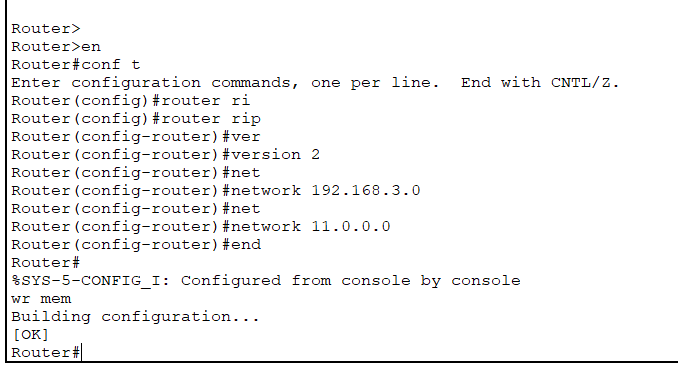 Router>
Router>en
Router#conf t
Enter configuration commands, one per line.  End with CNTL/Z.
Router(config)#router ri
Router(config)#router rip
Router(config-router)#ver
Router(config-router)#version 2
Router(config-router)#net
Router(config-router)#network 192.168.3.0
Router(config-router)#net
Router(config-router)#network 11.0.0.0
Router(config-router)#end
Router#
%SYS-5-CONFIG_I: Configured from console by console
wr mem
Building configuration...
[OK]
Router#